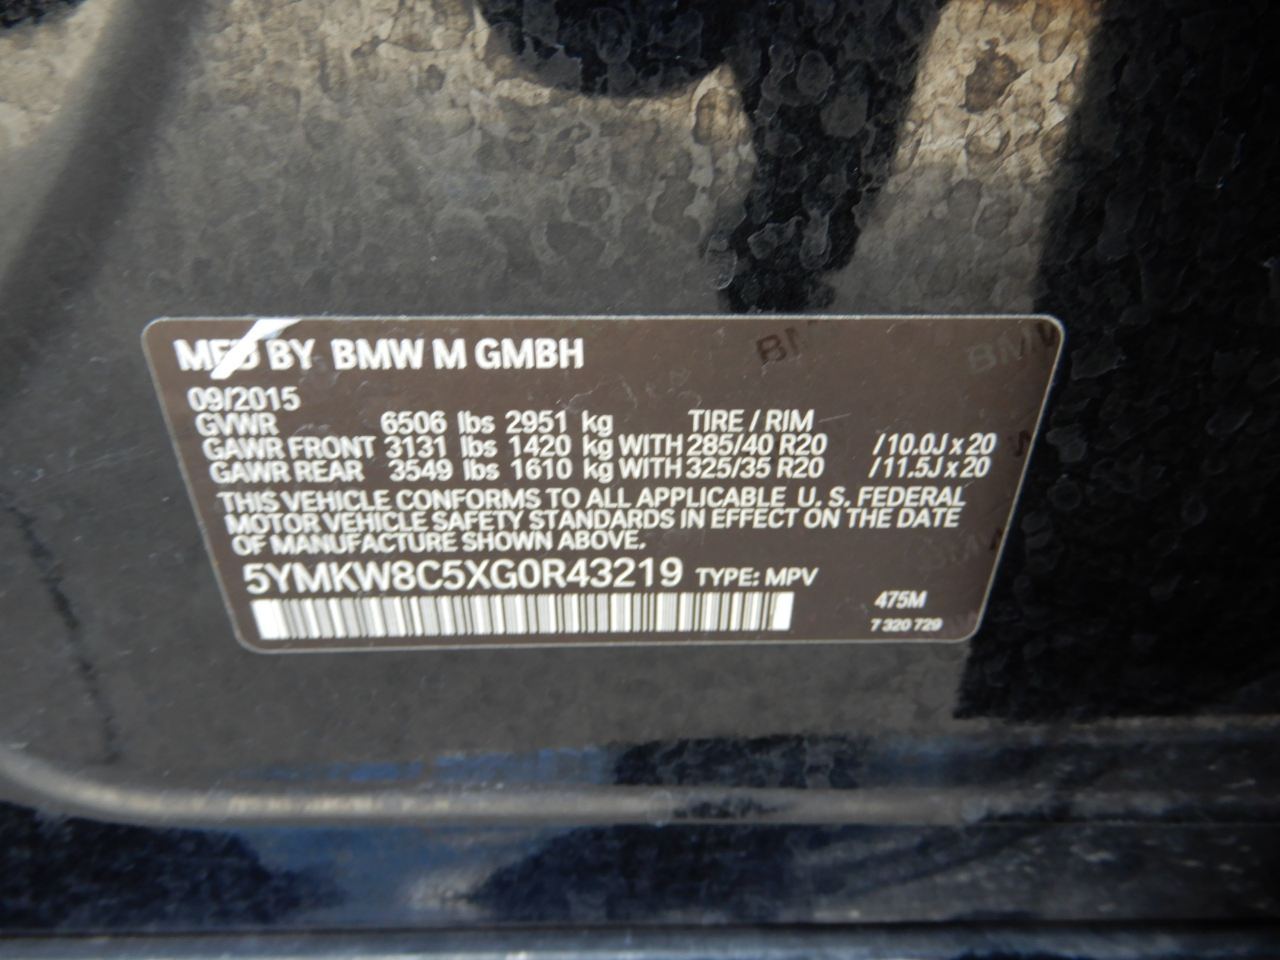 MFD BY BMW M GMBH
09/2015
GVWR 6506 lbs 2951 kg TIRE / RIM
GAWR FRONT 3131 lbs 1420 kg WITH 285/40 R20 /10.0J x 20
GAWR REAR 3549 lbs 1610 kg WITH 325/35 R20 /11.5J x 20
THIS VEHICLE CONFORMS TO ALL APPLICABLE U. S. FEDERAL
MOTOR VEHICLE SAFETY STANDARDS IN EFFECT ON THE DATE
OF MANUFACTURE SHOWN ABOVE.
5YMKW8C5XG0R43219 TYPE: MPV
475M
7 320 729